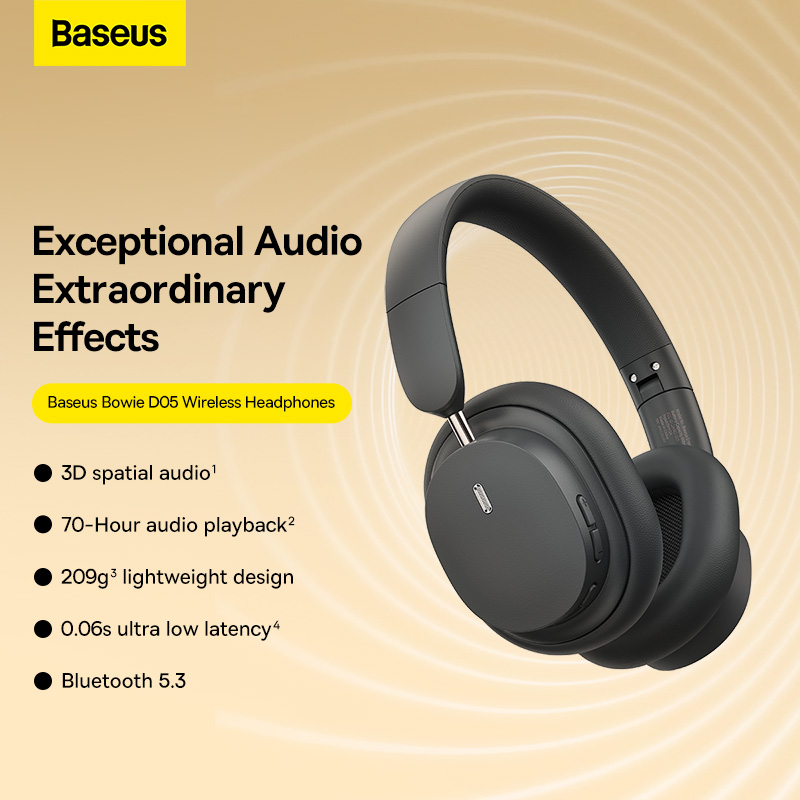 Baseus
Exceptional Audio
Extraordinary
Effects
Baseus Bowie D05 Wireless Headphones
3D spatial audio¹
70-Hour audio playback²
209g³ lightweight design
0.06s ultra low latency⁴
Bluetooth 5.3